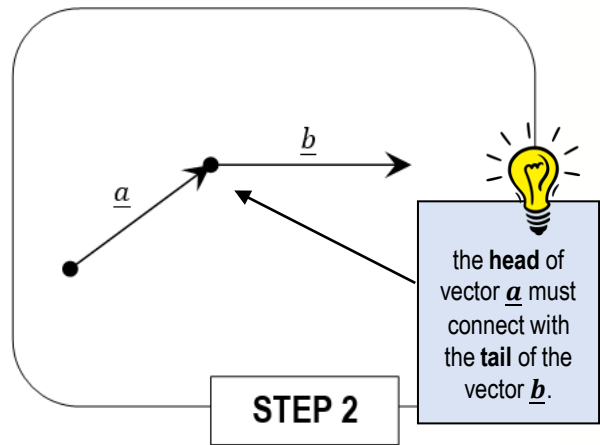 b
a
the head of
vector a must
connect with
the tail of the
vector b.
STEP 2